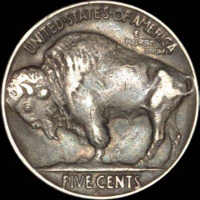 UNITED STATES OF AMERICA
E
PLURIBUS
UNUM
FIVE CENTS